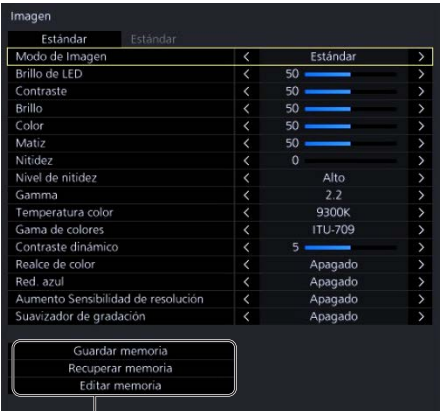 Imagen
Estándar Estándar
Modo de Imagen < Estándar >
Brillo de LED < 50 >
Contraste < 50 >
Brillo < 50 >
Color < 50 >
Matiz < 50 >
Nitidez < 0 >
Nivel de nitidez < Alto >
Gamma < 2.2 >
Temperatura color < 9300K >
Gama de colores < ITU-709 >
Contraste dinámico < 5 >
Realce de color < Apagado >
Red. azul < Apagado >
Aumento Sensibilidad de resolución < Apagado >
Suavizador de gradación < Apagado >
Guardar memoria
Recuperar memoria
Editar memoria